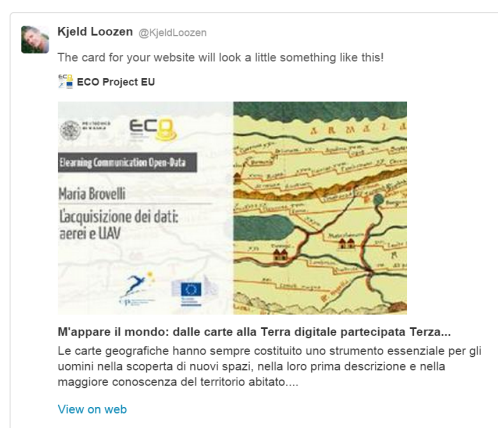 Kjeld Loozen @KjeldLoozen
The card for your website will look a little something like this!
ECO Project EU
POLITECNICO
DI MILANO
ECO
Elearning Communication Open-Data
Maria Brovelli
L'acquisizione dei dati:
aerei e UAV
M'appare il mondo: dalle carte alla Terra digitale partecipata Terza...
Le carte geografiche hanno sempre costituito uno strumento essenziale per gli
uomini nella scoperta di nuovi spazi, nella loro prima descrizione e nella
maggiore conoscenza del territorio abitato....
View on web